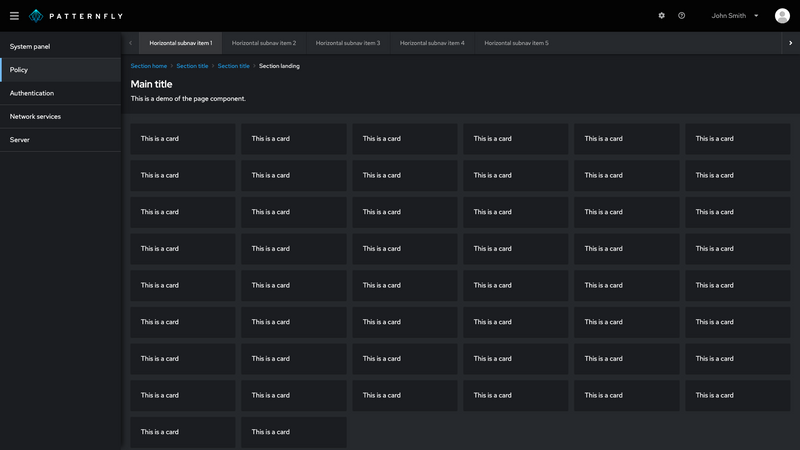 PATTERNFLY
John Smith
System panel
Policy
Authentication
Network services
Server
Horizontal subnav item 1 Horizontal subnav item 2 Horizontal subnav item 3 Horizontal subnav item 4 Horizontal subnav item 5
Section home > Section title > Section title > Section landing
Main title
This is a demo of the page component.
This is a card This is a card This is a card This is a card This is a card This is a card
This is a card This is a card This is a card This is a card This is a card This is a card
This is a card This is a card This is a card This is a card This is a card This is a card
This is a card This is a card This is a card This is a card This is a card This is a card
This is a card This is a card This is a card This is a card This is a card This is a card
This is a card This is a card This is a card This is a card This is a card This is a card
This is a card This is a card This is a card This is a card This is a card This is a card
This is a card This is a card This is a card This is a card This is a card This is a card
This is a card This is a card